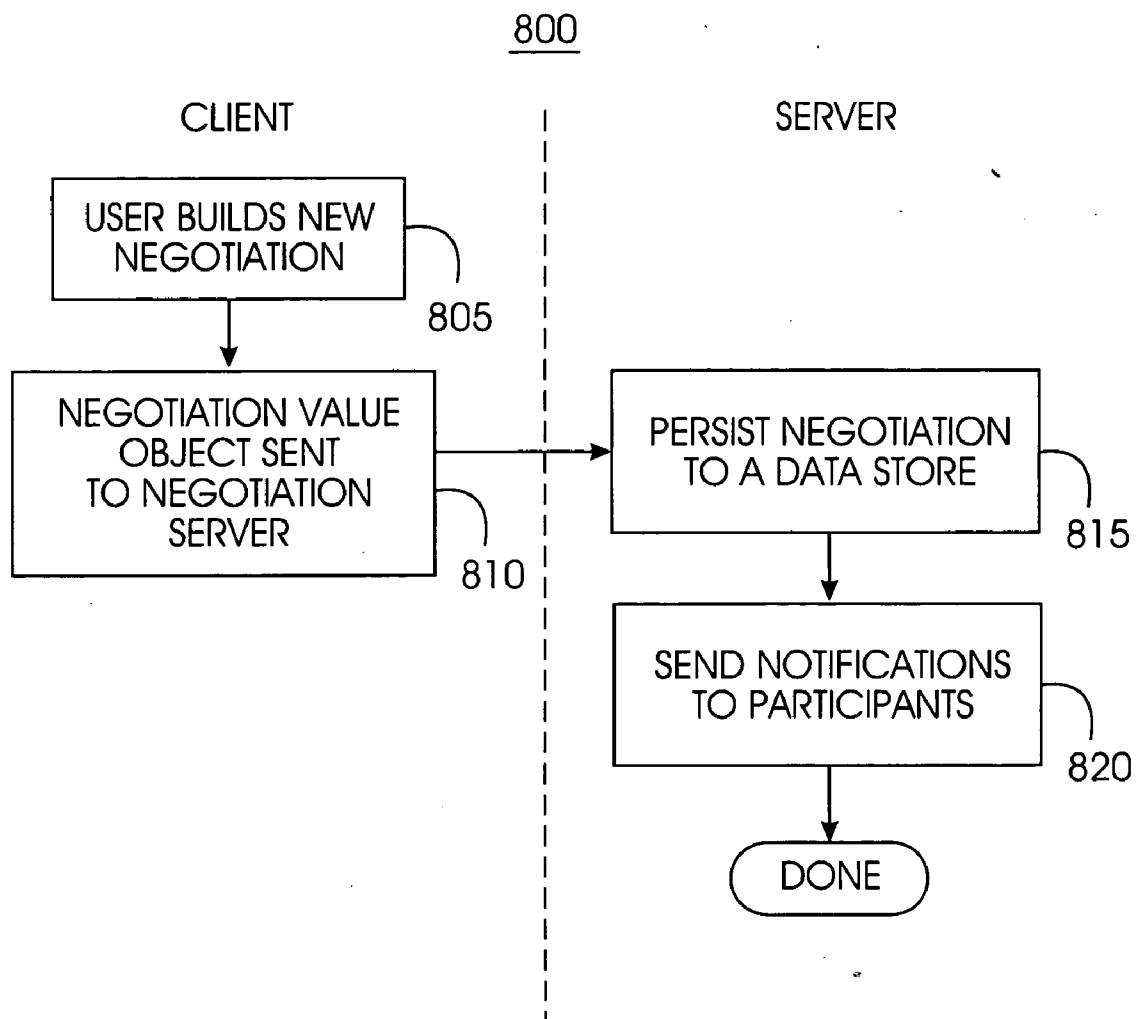 800
CLIENT
SERVER
USER BUILDS NEW
NEGOTIATION
805
NEGOTIATION VALUE
OBJECT SENT
TO NEGOTIATION
SERVER
810
PERSIST NEGOTIATION
TO A DATA STORE
815
SEND NOTIFICATIONS
TO PARTICIPANTS
820
DONE